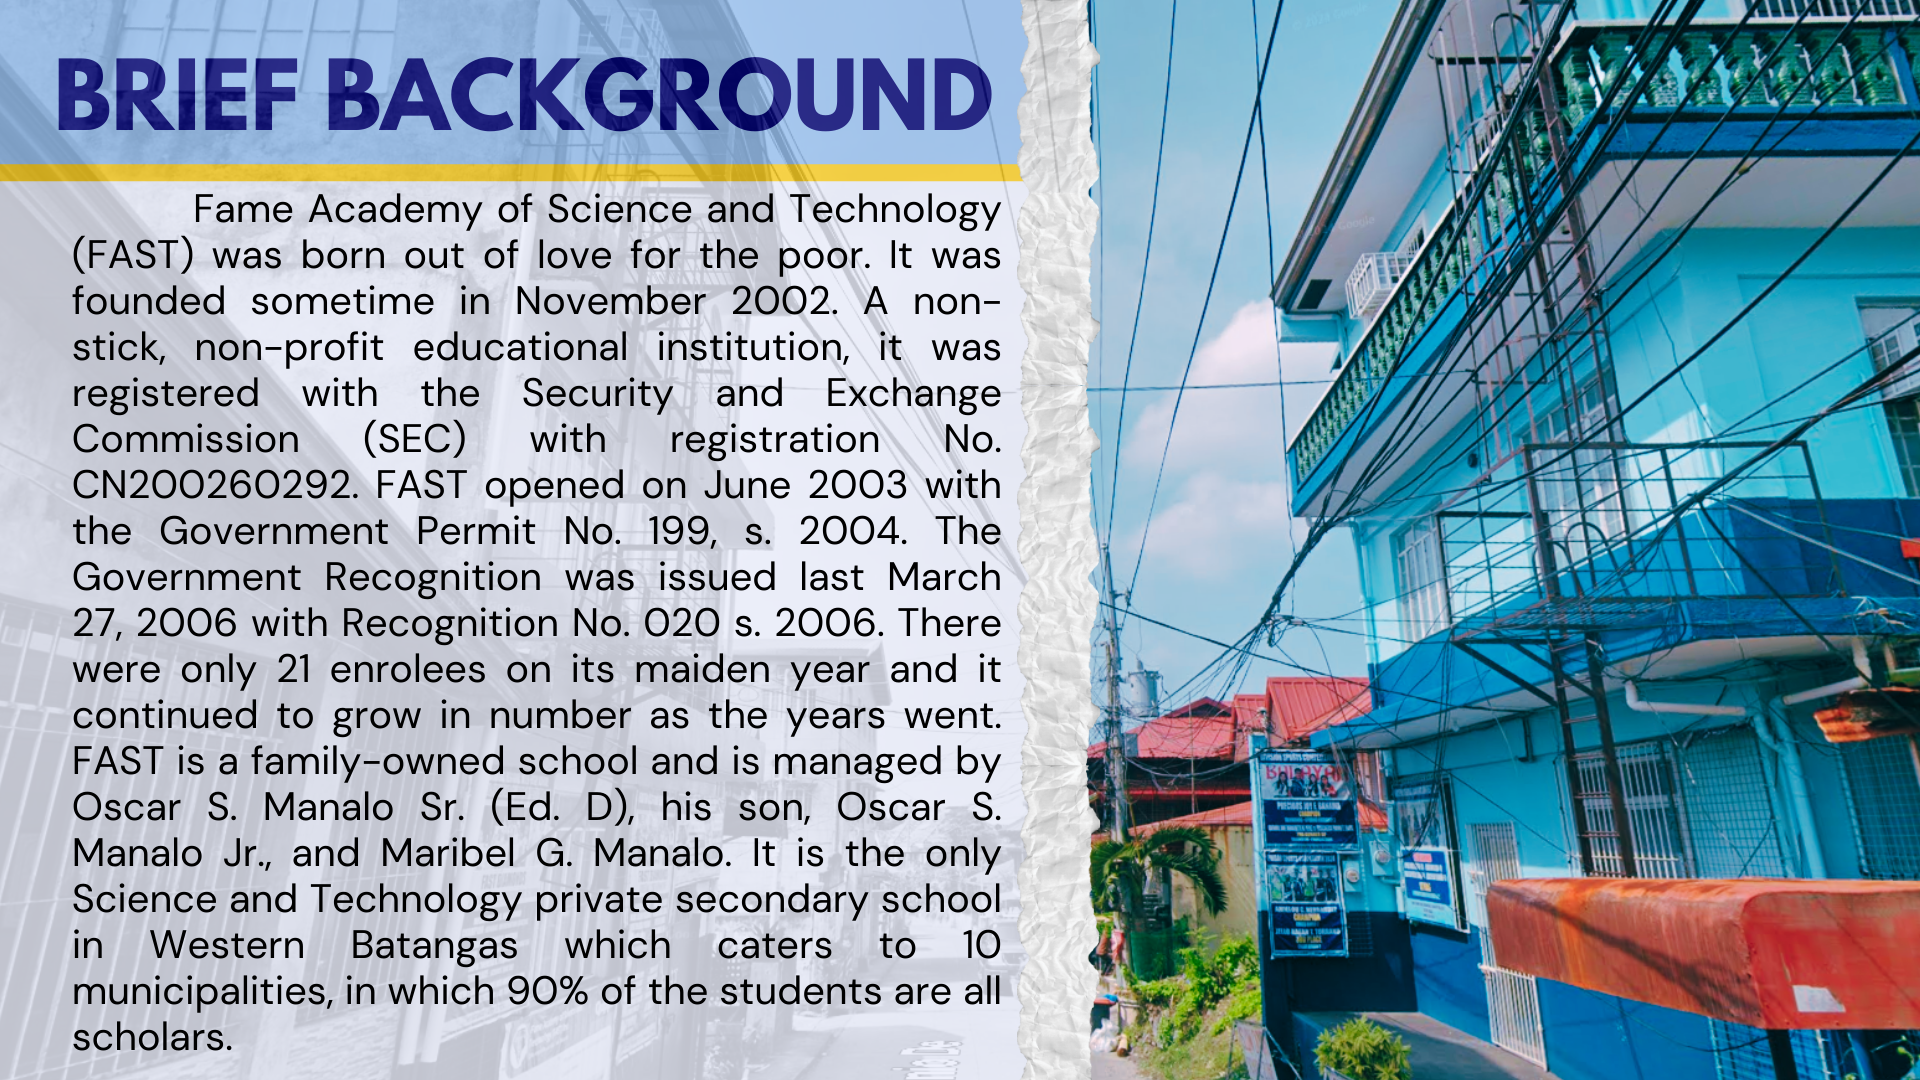 BRIEF BACKGROUND
Fame Academy of Science and Technology
(FAST) was born out of love for the poor. It was
founded sometime in November 2002. A non-
stick, non-profit educational institution, it was
registered with the Security and Exchange
Commission (SEC) with registration No.
CN200260292. FAST opened on June 2003 with
the Government Permit No. 199, s. 2004. The
Government Recognition was issued last March
27, 2006 with Recognition No. 020 s. 2006. There
were only 21 enrolees on its maiden year and it
continued to grow in number as the years went.
FAST is a family-owned school and is managed by
Oscar S. Manalo Sr. (Ed. D), his son, Oscar S.
Manalo Jr., and Maribel G. Manalo. It is the only
Science and Technology private secondary school
in Western Batangas which caters to 10
municipalities, in which 90% of the students are all
scholars.
CHAMPION
CHAMPION